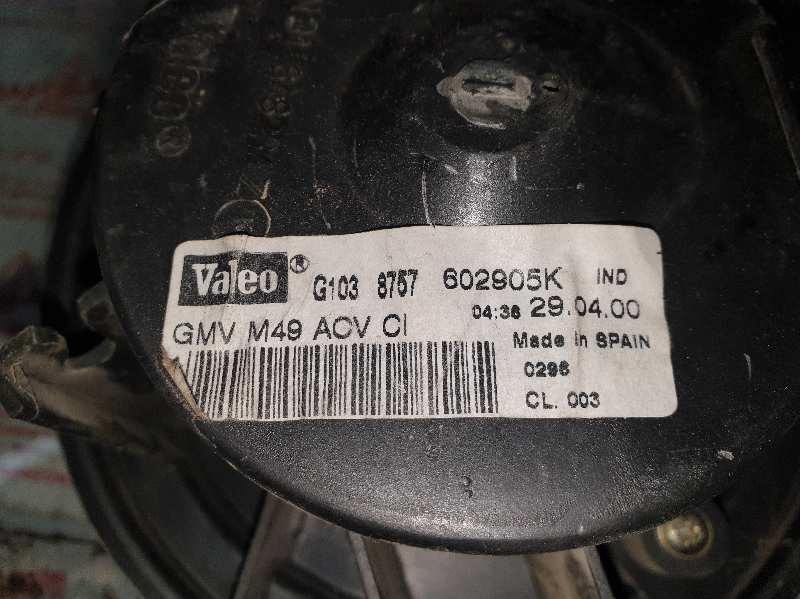 Valeo® G103 8757 602905K IND
04:36 29.04.00
GMV M49 AOV CI
Made in SPAIN
0296
CL. 003